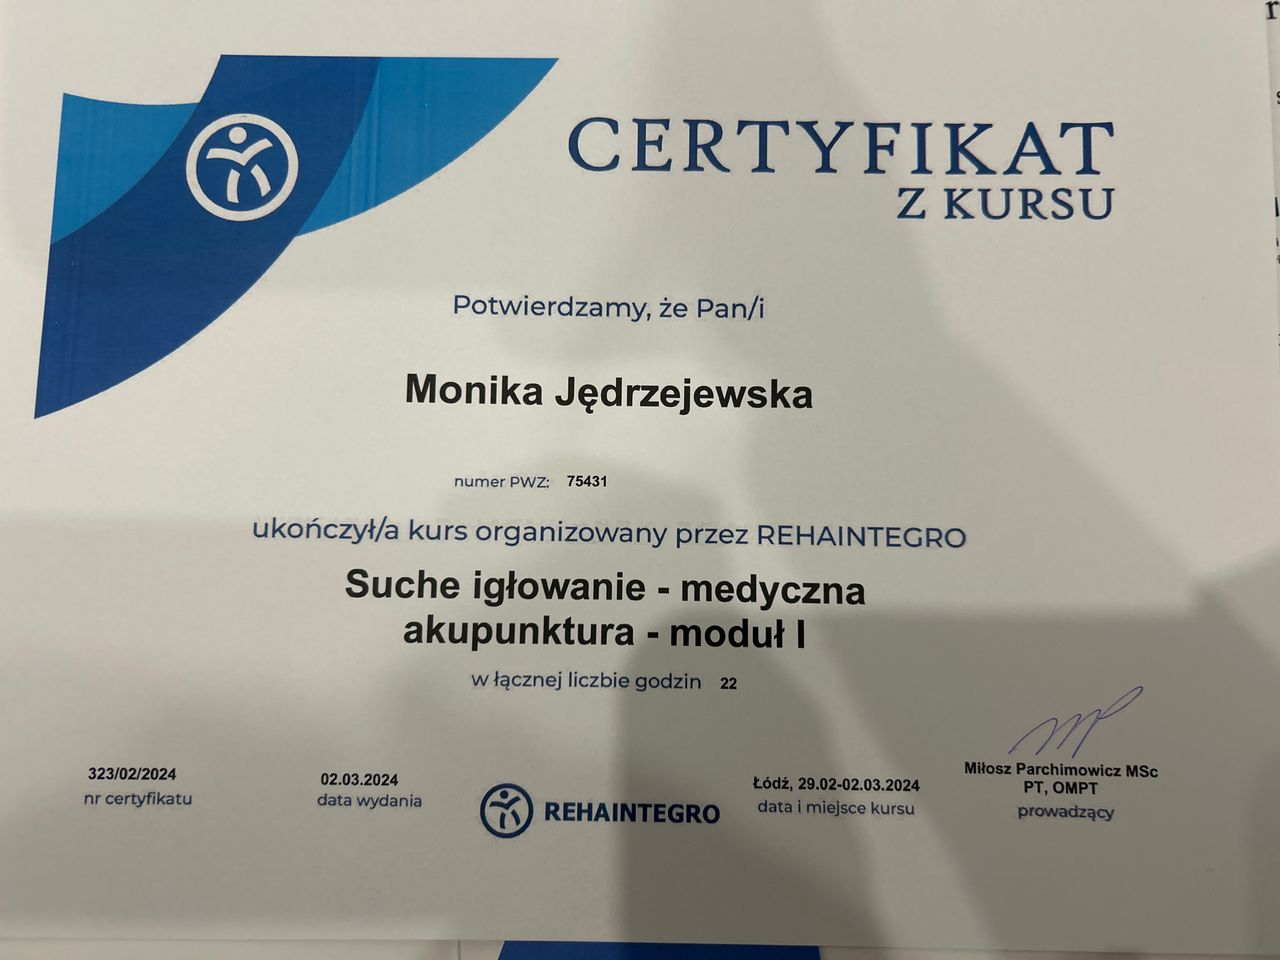 CERTYFIKAT
Z KURSU
Potwierdzamy, że Pan/i
Monika Jędrzejewska
numer PWZ: 75431
ukończył/a kurs organizowany przez REHAINTEGRO
Suche igłowanie - medyczna
akupunktura - moduł I
w łącznej liczbie godzin 22
323/02/2024
nr certyfikatu
02.03.2024
data wydania
REHAINTEGRO
Łódź, 29.02-02.03.2024
data i miejsce kursu
Miłosz Parchimowicz MSc
PT, OMPT
prowadzący